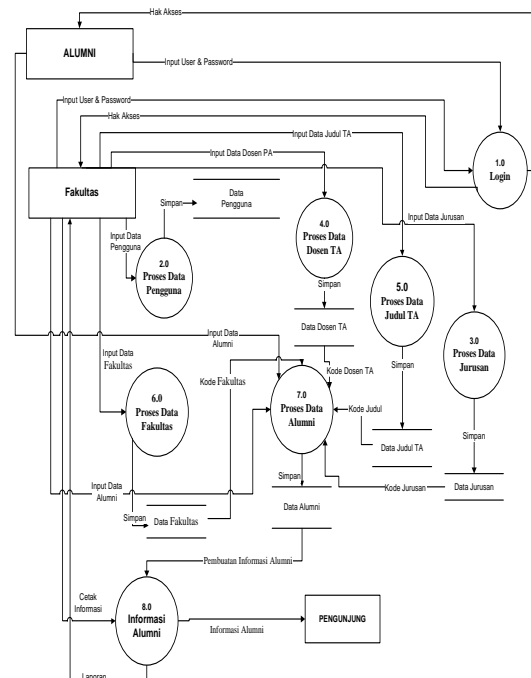 Hak Akses
ALUMNI
Input User & Password
Input User & Password
Hak Akses
Input Data Judul TA
Input Data Dosen PA
1.0
Login
Fakultas
Simpan
Data
Pengguna
Input Data
Pengguna
2.0
Proses Data
Pengguna
4.0
Proses Data
Dosen TA
Input Data Jurusan
Simpan
5.0
Proses Data
Judul TA
Data Dosen TA
3.0
Proses Data
Jurusan
Input Data
Alumni
Input Data
Fakultas
Kode Fakultas
Kode Dosen TA
Simpan
6.0
Proses Data
Fakultas
7.0
Proses Data
Alumni
Kode Judul
Simpan
Data Judul TA
Simpan
Input Data
Alumni
Kode Jurusan
Data Jurusan
Simpan
Data Fakultas
Data Alumni
Pembuatan Informasi Alumni
Cetak
Informasi
8.0
Informasi
Alumni
Informasi Alumni
PENGUNJUNG
Laporan